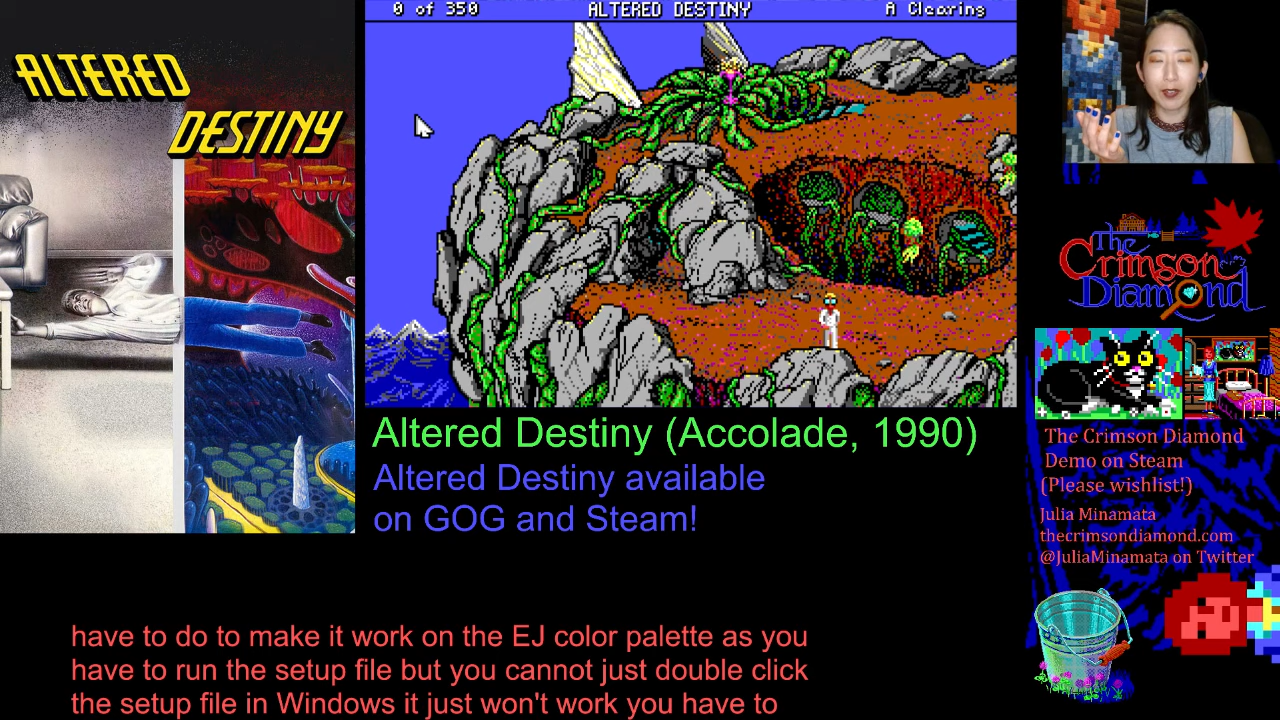 0 of 350
ALTERED DESTINY
A Clearing
ALTERED
DESTINY
Altered Destiny (Accolade, 1990)
Altered Destiny available
on GOG and Steam!
The
Crimson
Diamond
The Crimson Diamond
Demo on Steam
(Please wishlist!)
Julia Minamata
thecrimsondiamond.com
@JuliaMinamata on Twitter
have to do to make it work on the EJ color palette as you
have to run the setup file but you cannot just double click
the setup file in Windows it just won't work you have to